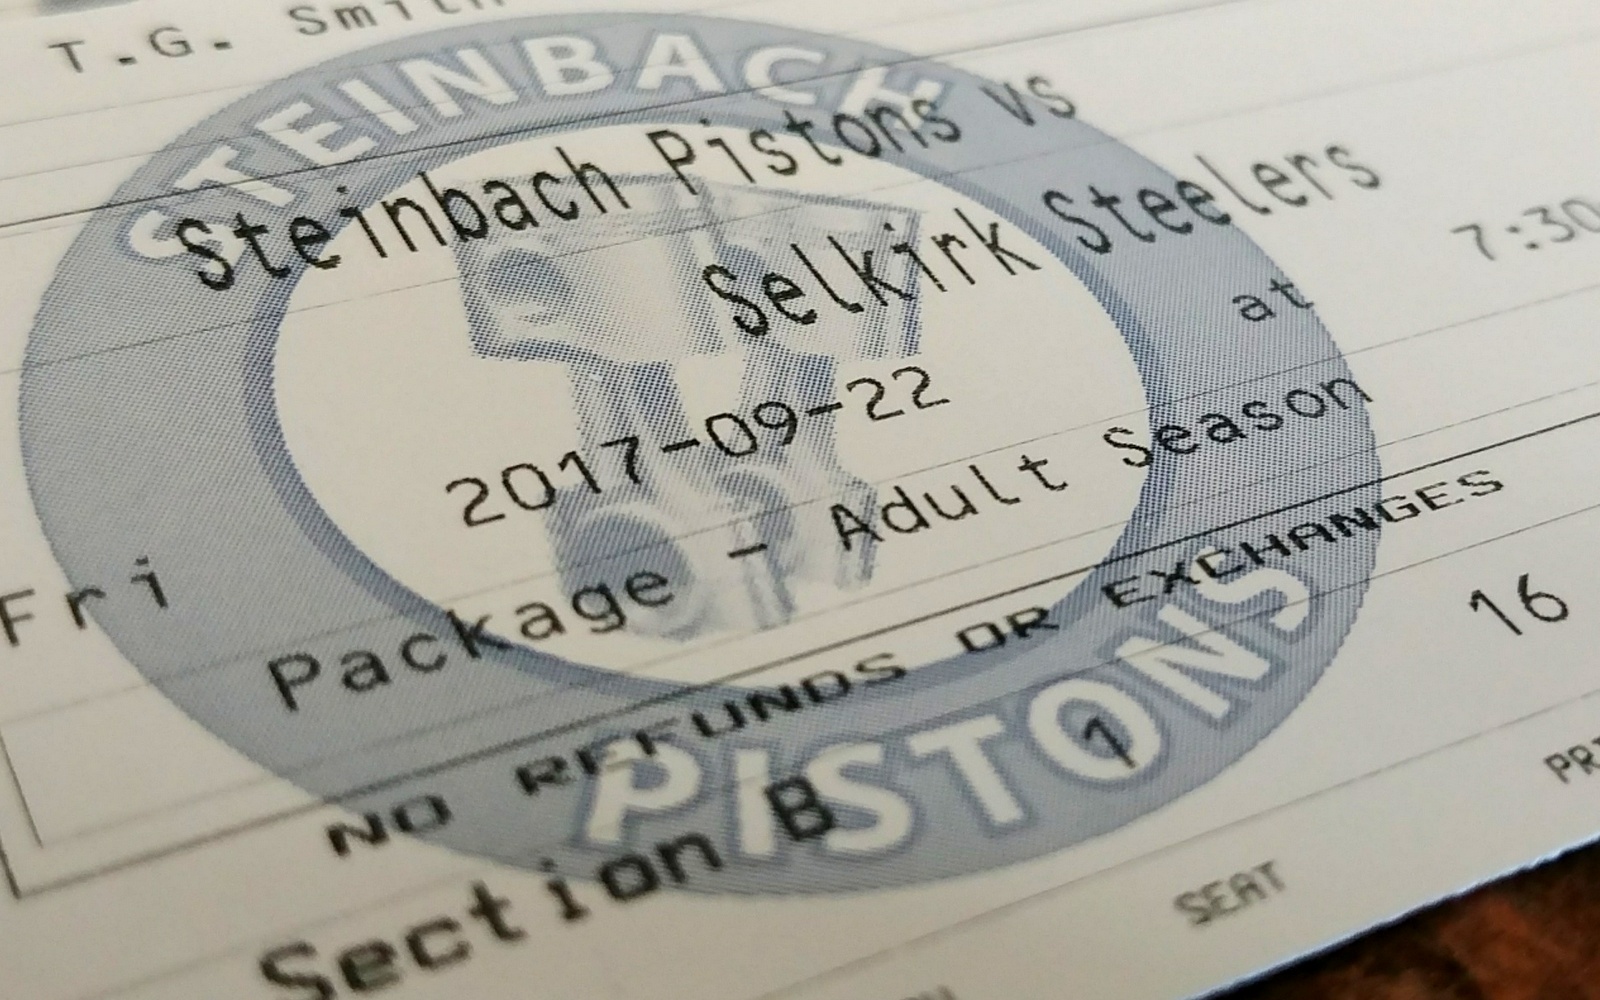 T.G. Smith
STEINBACH
Steinbach Pistons vs
Selkirk Steelers
Fri 2017-09-22 at 7:30
Package - Adult Season
NO REFUNDS OR EXCHANGES
PISTONS
Section B 1 16
SEAT